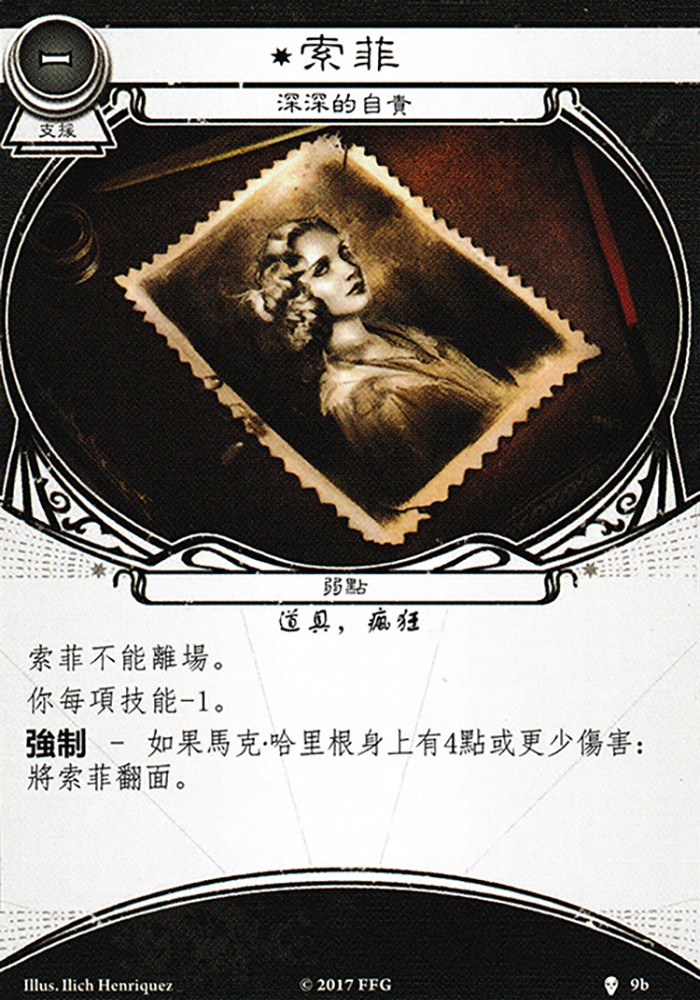 索菲
深深的自責
支援
弱點
道具，瘋狂
索菲不能離場。
你每項技能-1。
強制 - 如果馬克·哈里根身上有4點或更少傷害：
將索菲翻面。
Illus. Ilich Henriquez
© 2017 FFG
9b